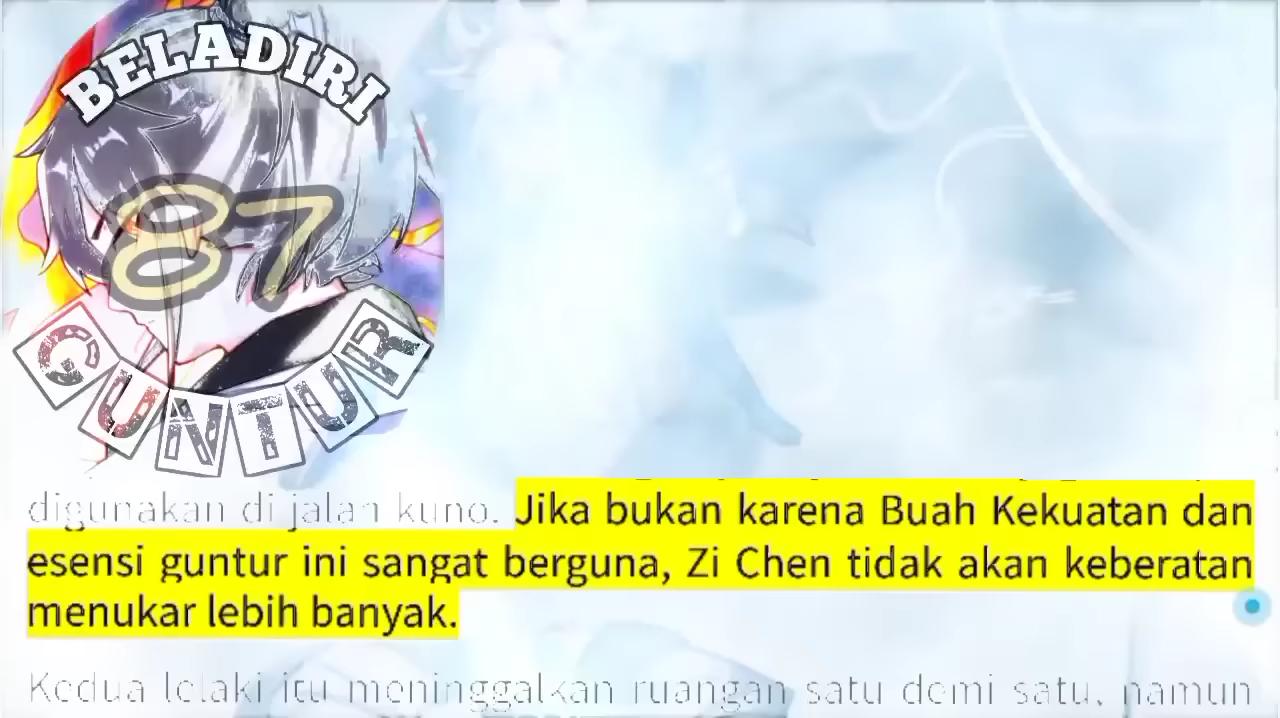 BELADIRI
87
GUNTUR
digunakan di jalan kuno. Jika bukan karena Buah Kekuatan dan
esensi guntur ini sangat berguna, Zi Chen tidak akan keberatan
menukar lebih banyak.
Kedua lelaki itu meninggalkan ruangan satu demi satu, namun